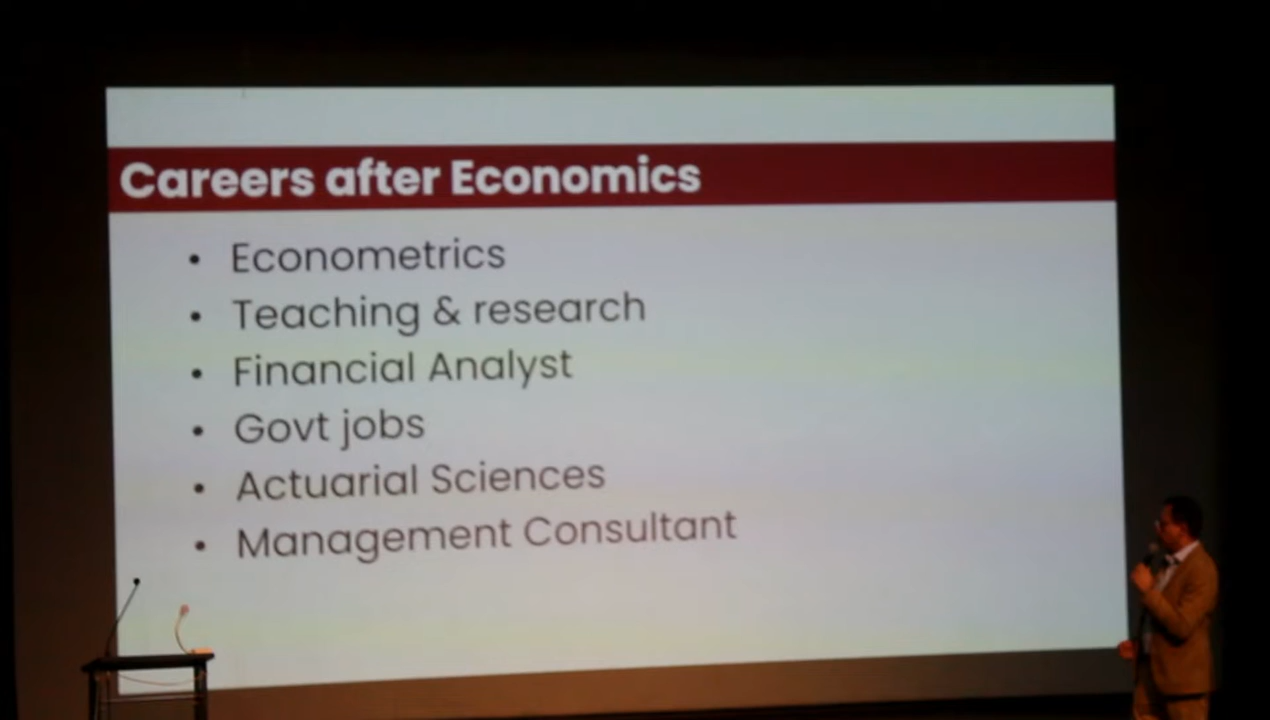 Careers after Economics
• Econometrics
• Teaching & research
• Financial Analyst
• Govt jobs
• Actuarial Sciences
• Management Consultant